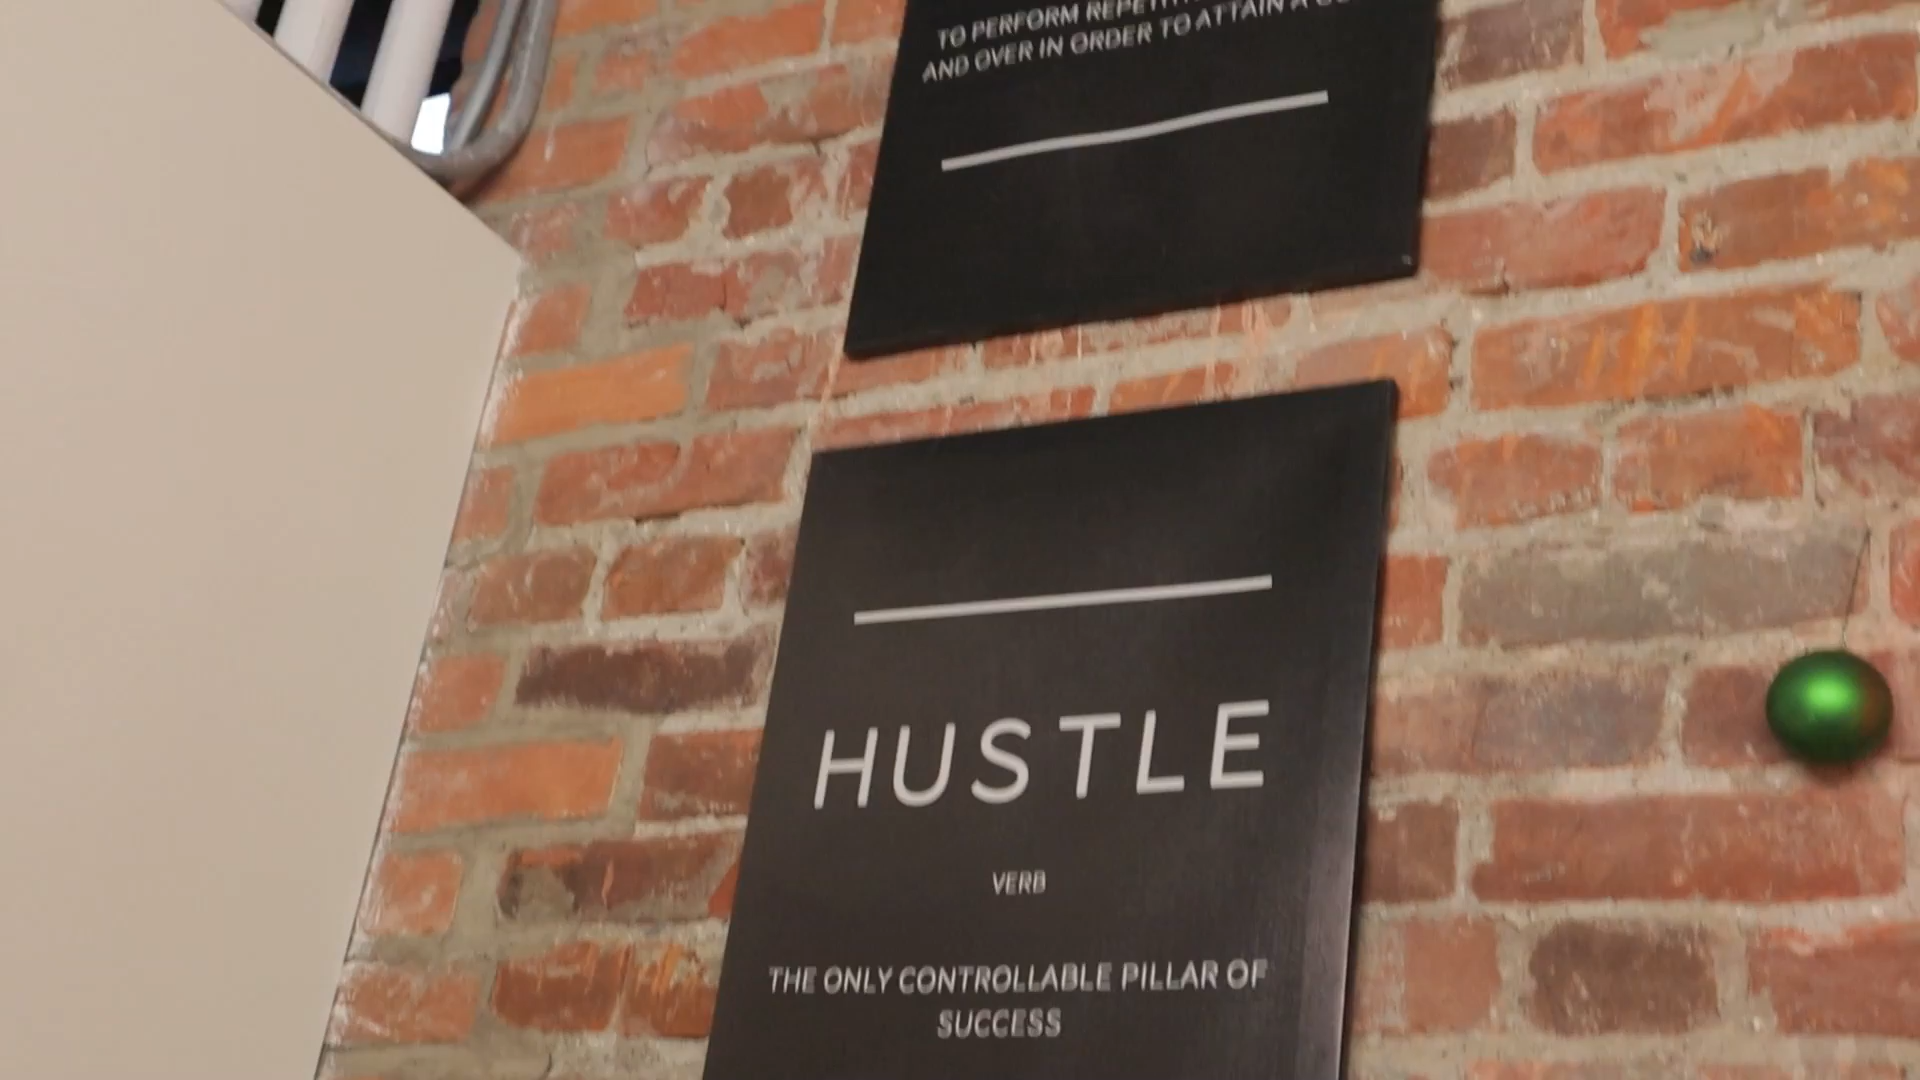 TO PERFORM
AND OVER IN ORDER TO ATTAIN A
HUSTLE
VERB
THE ONLY CONTROLLABLE PILLAR OF
SUCCESS